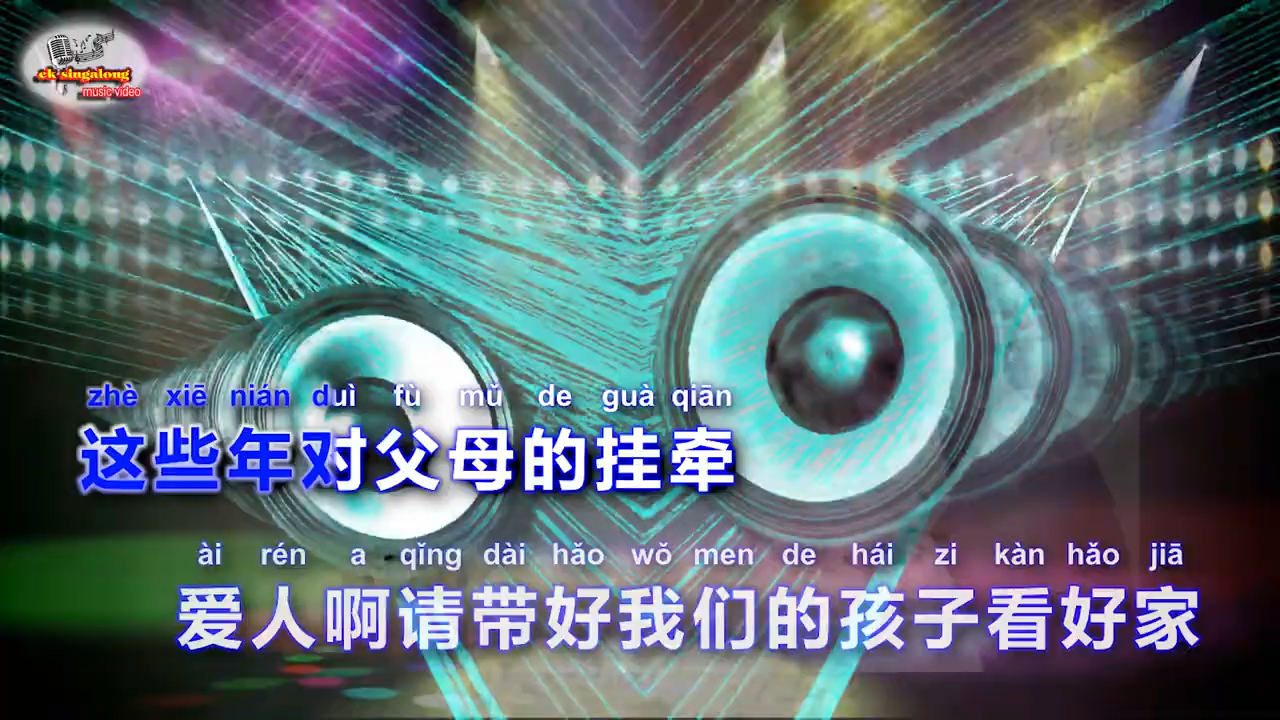 ck singalong
music video
zhè xiē nián duì fù mǔ de guà qiān
这些年对父母的挂牵
ài rén a qǐng dài hǎo wǒ men de hái zi kàn hǎo jiā
爱人啊请带好我们的孩子看好家